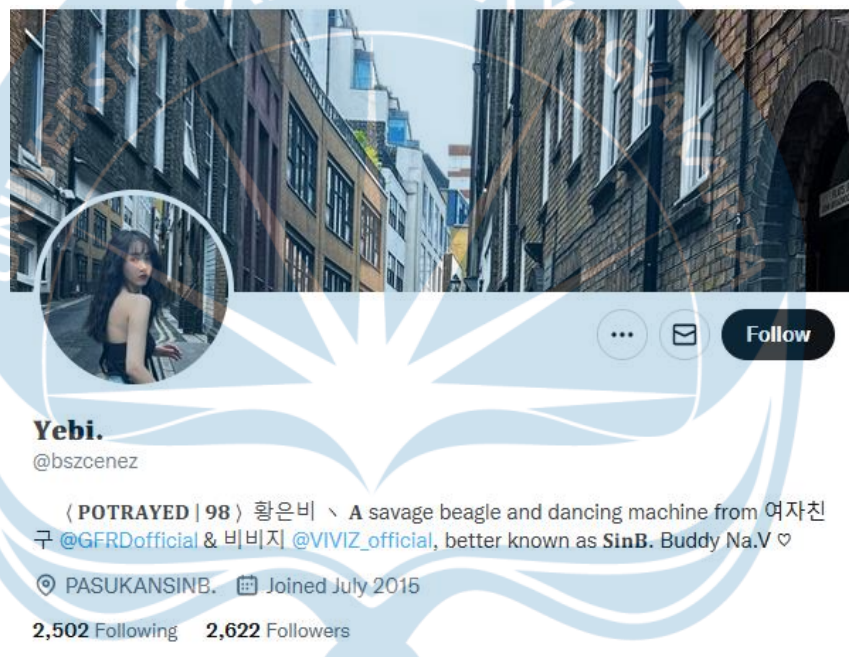 Follow
Yebi.
@bszcenez
⟨ POTRAYED | 98 ⟩ 황은비 ヽ A savage beagle and dancing machine from 여자친
구 @GFRDofficial & 비비지 @VIVIZ_official, better known as SinB. Buddy Na.V ♡
PASUKANSINB. Joined July 2015
2,502 Following 2,622 Followers